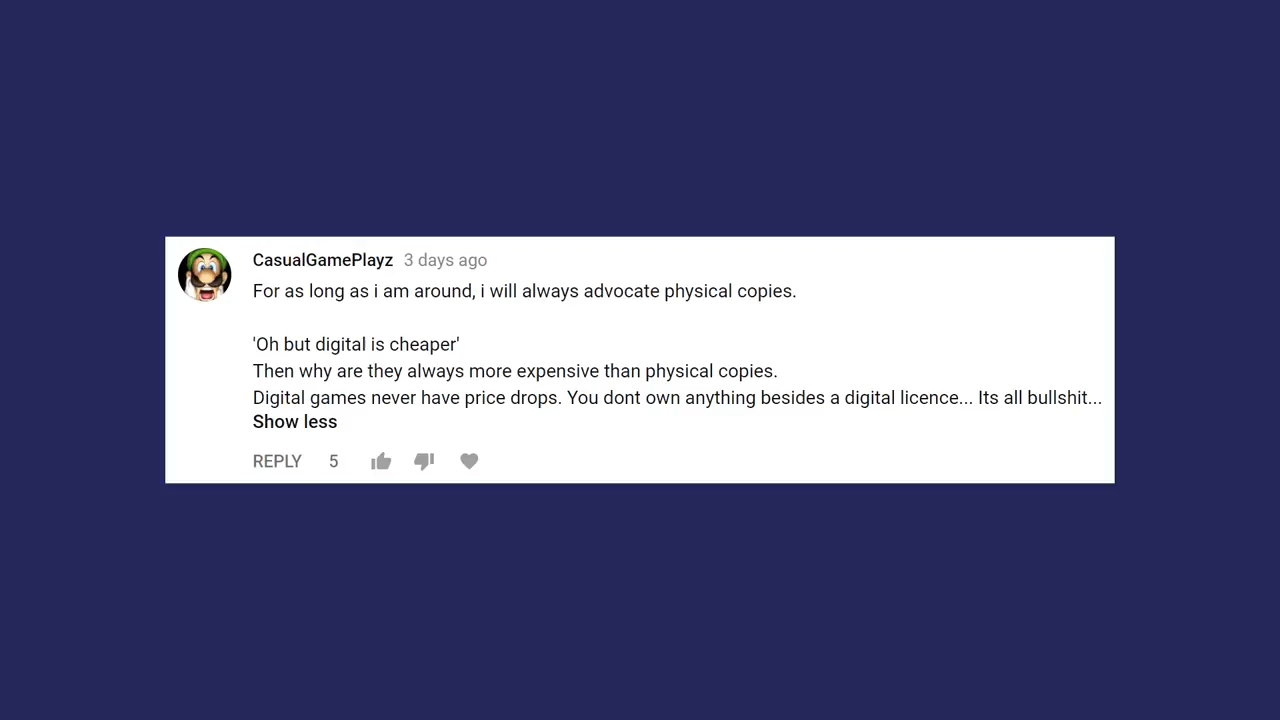 CasualGamePlayz 3 days ago
For as long as i am around, i will always advocate physical copies.
'Oh but digital is cheaper'
Then why are they always more expensive than physical copies.
Digital games never have price drops. You dont own anything besides a digital licence... Its all bullshit...
Show less
REPLY 5